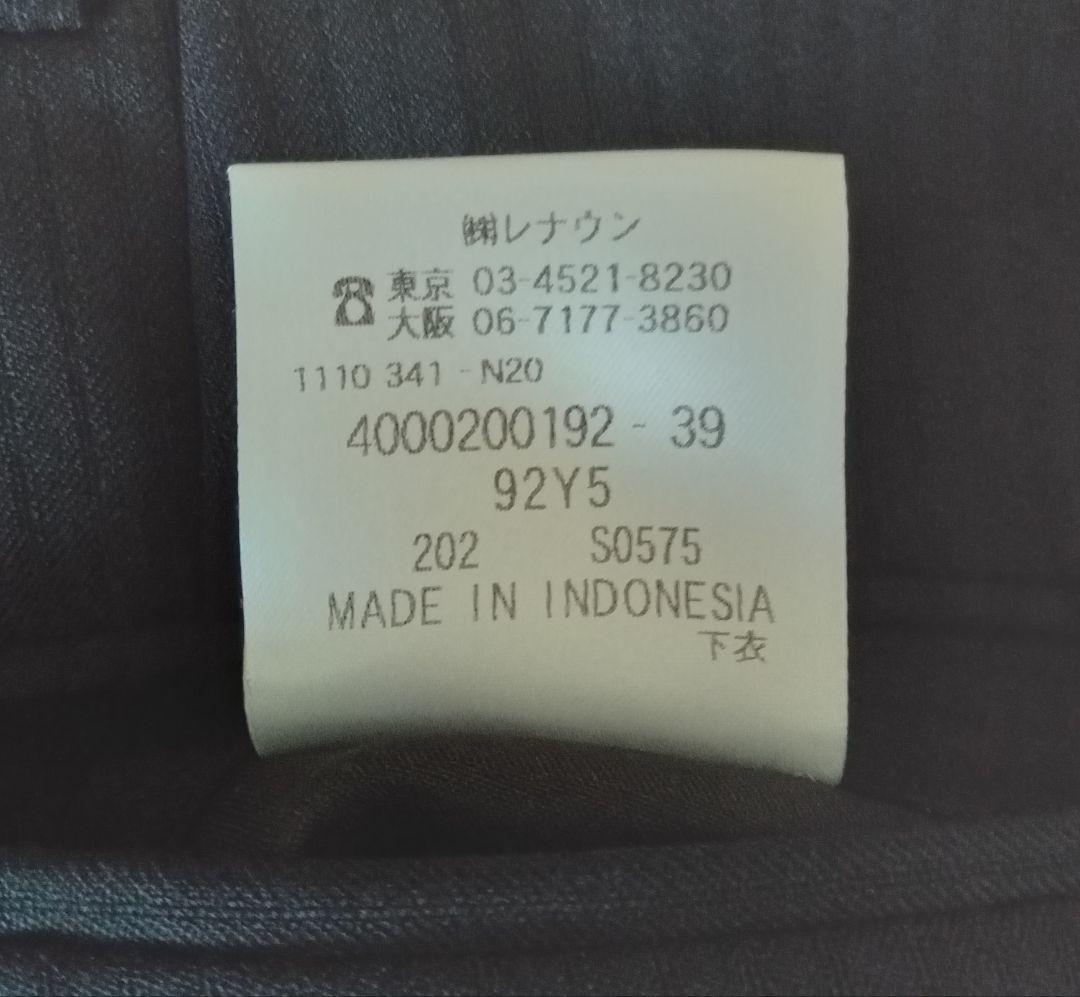 ㈱レナウン
☎ 東京 03-4521-8230
大阪 06-7177-3860
1110 341 - N20
4000200192 - 39
92Y5
202 S0575
MADE IN INDONESIA
下衣